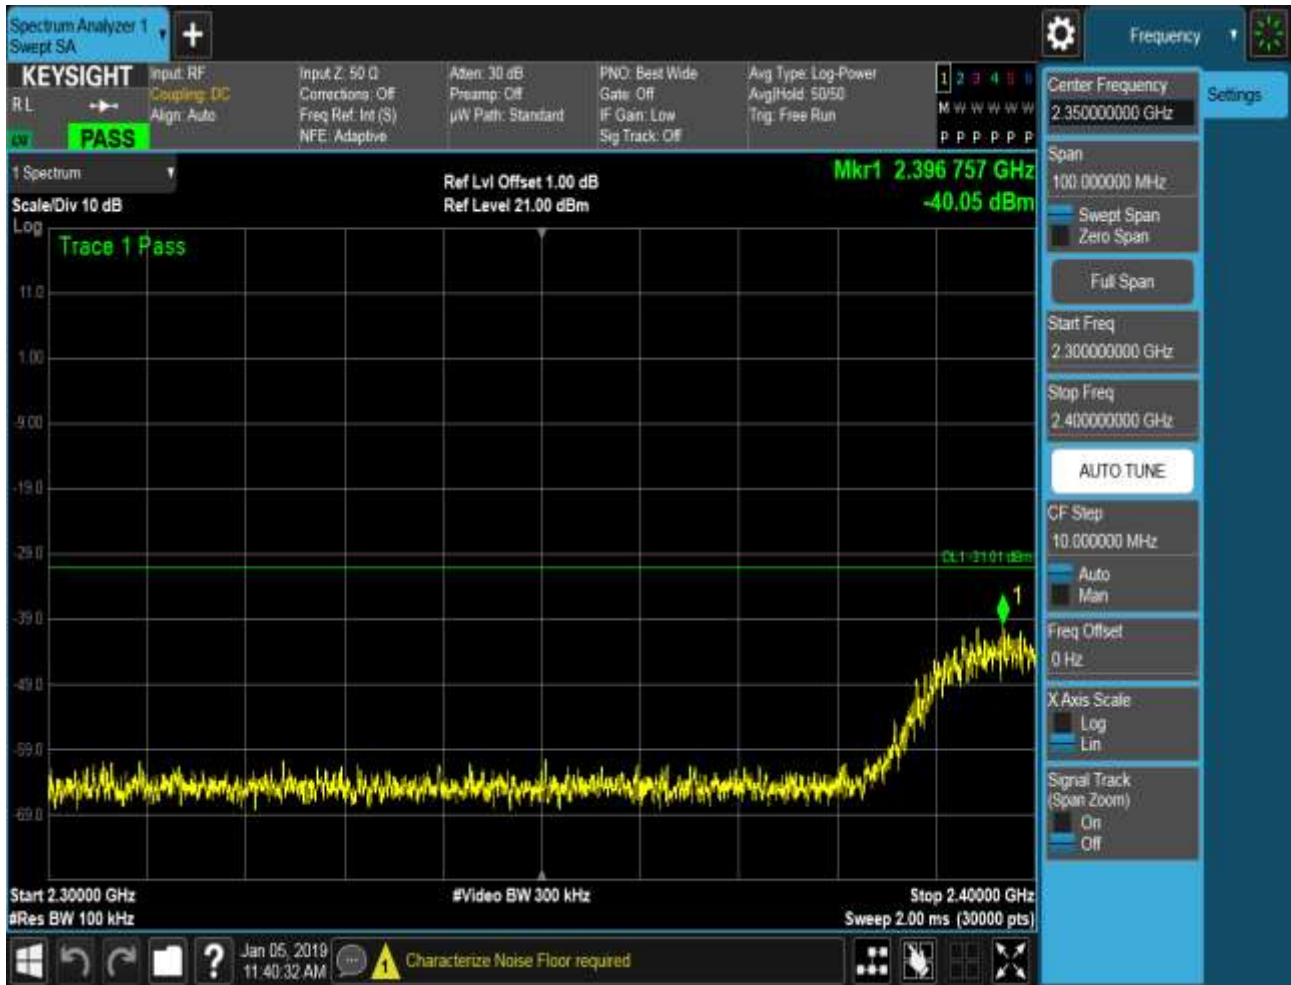 Spectrum Analyzer 1
Swept SA
+
Frequency
KEYSIGHT
R L
PASS
Input: RF
Coupling: DC
Align: Auto
Input Z: 50 Ω
Corrections: Off
Freq Ref: Int (S)
NFE: Adaptive
Atten: 30 dB
Preamp: Off
µW Path: Standard
PNO: Best Wide
Gate: Off
IF Gain: Low
Sig Track: Off
Avg Type: Log-Power
Avg|Hold: 50/50
Trig: Free Run
1 2 3 4 5 6
M W W W W W
P P P P P P
1 Spectrum
Scale/Div 10 dB
Log
Ref Lvl Offset 1.00 dB
Ref Level 21.00 dBm
Mkr1 2.396 757 GHz
-40.05 dBm
Trace 1 Pass
11.0
1.00
-9.00
-19.0
-29.0
-39.0
-49.0
-59.0
-69.0
DL1 -31.01 dBm
1
Start 2.30000 GHz
#Res BW 100 kHz
#Video BW 300 kHz
Stop 2.40000 GHz
Sweep 2.00 ms (30000 pts)
Jan 05, 2019
11:40:32 AM
?
1
Characterize Noise Floor required
Settings
Center Frequency
2.350000000 GHz
Span
100.000000 MHz
Swept Span
Zero Span
Full Span
Start Freq
2.300000000 GHz
Stop Freq
2.400000000 GHz
AUTO TUNE
CF Step
10.000000 MHz
Auto
Man
Freq Offset
0 Hz
X Axis Scale
Log
Lin
Signal Track
(Span Zoom)
On
Off